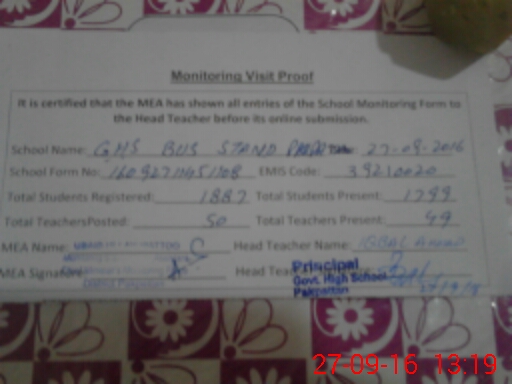 Monitoring Visit Proof
It is certified that the MEA has shown all entries of the School Monitoring Form to
the Head Teacher before its online submission.
School Name: GHS BUS STAND Date: 27-09-2016
School Form No: EMIS Code: 39210020
Total Students Registered: 1887 Total Students Present: 1799
Total TeachersPosted: 50 Total Teachers Present: 49
MEA Name: Head Teacher Name: IQBAL
MEA Signature: Head
Principal
Govt. High School
Pakpattan
27-09-16 13:19